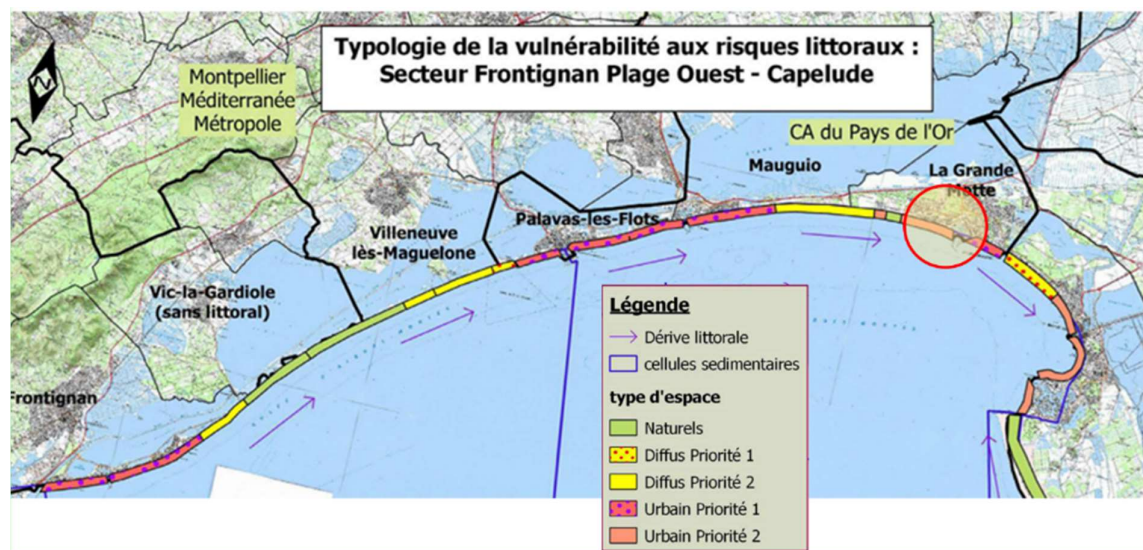 Typologie de la vulnérabilité aux risques littoraux :
Secteur Frontignan Plage Ouest - Capelude
N
Montpellier
Méditerranée
Métropole
CA du Pays de l'Or
Mauguio
La Grande
Motte
Palavas-les-Flots
Villeneuve
lès-Maguelone
Vic-la-Gardiole
(sans littoral)
Frontignan
Légende
Dérive littorale
cellules sedimentaires
type d'espace
Naturels
Diffus Priorité 1
Diffus Priorité 2
Urbain Priorité 1
Urbain Priorité 2